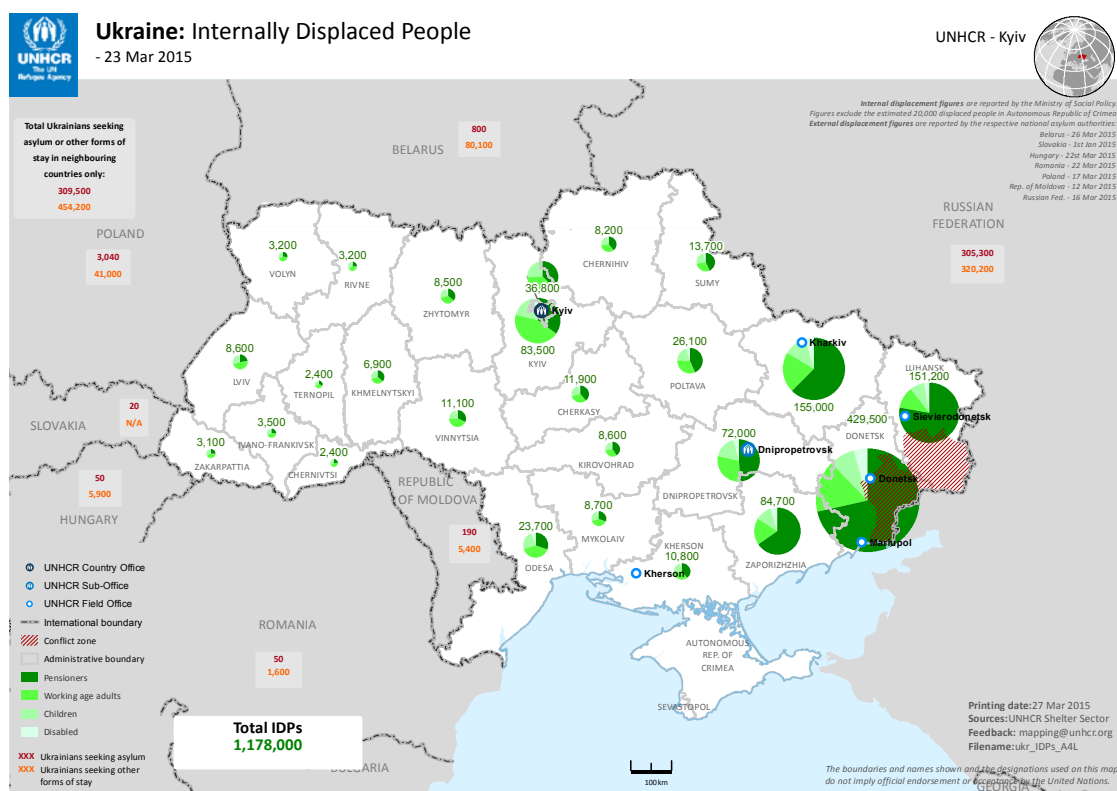 UNHCR
The UN
Refugee Agency
Ukraine: Internally Displaced People
- 23 Mar 2015
UNHCR - Kyiv
Internal displacement figures are reported by the Ministry of Social Policy.
Figures exclude the estimated 20,000 displaced people in Autonomous Republic of Crimea
External displacement figures are reported by the respective national asylum authorities:
Belarus - 26 Mar 2015
Slovakia - 1st Jan 2015
Hungary - 22st Mar 2015
Romania - 22 Mar 2015
Poland - 17 Mar 2015
Rep. of Moldova - 12 Mar 2015
Russian Fed. - 16 Mar 2015
Total Ukrainians seeking
asylum or other forms of
stay in neighbouring
countries only:
309,500
454,200
BELARUS
800
80,100
RUSSIAN
FEDERATION
305,300
320,200
POLAND
3,040
41,000
3,200
VOLYN
3,200
RIVNE
8,500
ZHYTOMYR
36,800
Kyiv
83,500
KYIV
8,200
CHERNIHIV
13,700
SUMY
8,600
LVIV
2,400
TERNOPIL
6,900
KHMELNYTSKYI
11,100
VINNYTSIA
11,900
CHERKASY
26,100
POLTAVA
Kharkiv
155,000
LUHANSK
151,200
Sievierodonetsk
SLOVAKIA
20
N/A
3,100
ZAKARPATTIA
3,500
IVANO-FRANKIVSK
2,400
CHERNIVTSI
8,600
KIROVOHRAD
72,000
Dnipropetrovsk
DNIPROPETROVSK
429,500
DONETSK
Donetsk
Mariupol
HUNGARY
50
5,900
REPUBLIC
OF MOLDOVA
190
5,400
23,700
ODESA
8,700
MYKOLAIV
KHERSON
10,800
Kherson
84,700
ZAPORIZHZHIA
ROMANIA
50
1,600
AUTONOMOUS
REP. OF
CRIMEA
SEVASTOPOL
UNHCR Country Office
UNHCR Sub-Office
UNHCR Field Office
International boundary
Conflict zone
Administrative boundary
Pensioners
Working age adults
Children
Disabled
XXX Ukrainians seeking asylum
XXX Ukrainians seeking other
forms of stay
Total IDPs
1,178,000
BULGARIA
100 km
Printing date:27 Mar 2015
Sources:UNHCR Shelter Sector
Feedback: mapping@unhcr.org
Filename:ukr_IDPs_A4L
The boundaries and names shown and the designations used on this map
do not imply official endorsement or acceptance by the United Nations.
GEORGIA